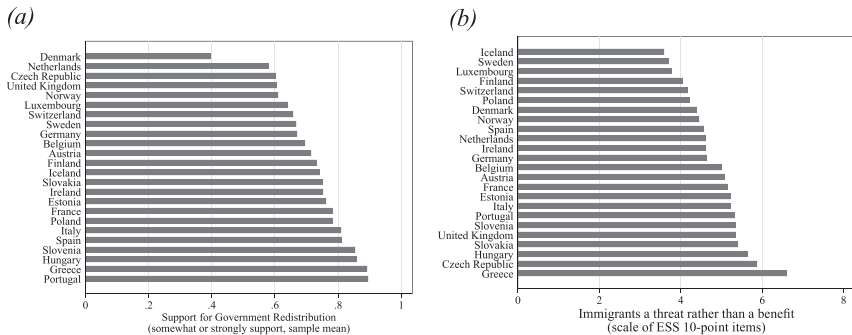 (a)
Denmark
Netherlands
Czech Republic
United Kingdom
Norway
Luxembourg
Switzerland
Sweden
Germany
Belgium
Austria
Finland
Iceland
Slovakia
Ireland
Estonia
France
Poland
Italy
Spain
Slovenia
Hungary
Greece
Portugal
0 .2 .4 .6 .8 1
Support for Government Redistribution
(somewhat or strongly support, sample mean)
(b)
Iceland
Sweden
Luxembourg
Finland
Switzerland
Poland
Denmark
Norway
Spain
Netherlands
Ireland
Germany
Belgium
Austria
France
Estonia
Italy
Portugal
Slovenia
United Kingdom
Slovakia
Hungary
Czech Republic
Greece
0 2 4 6 8
Immigrants a threat rather than a benefit
(scale of ESS 10-point items)